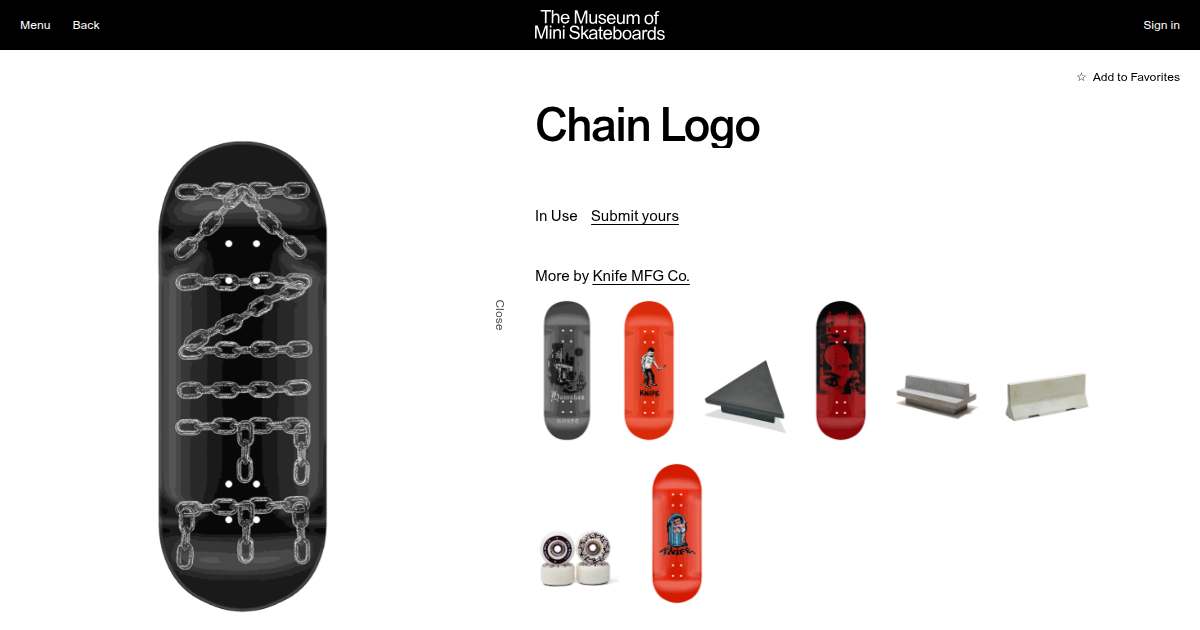 Menu
Back
The Museum of
Mini Skateboards
Sign in
☆ Add to Favorites
Chain Logo
In Use
Submit yours
More by Knife MFG Co.
Close
KNIFE